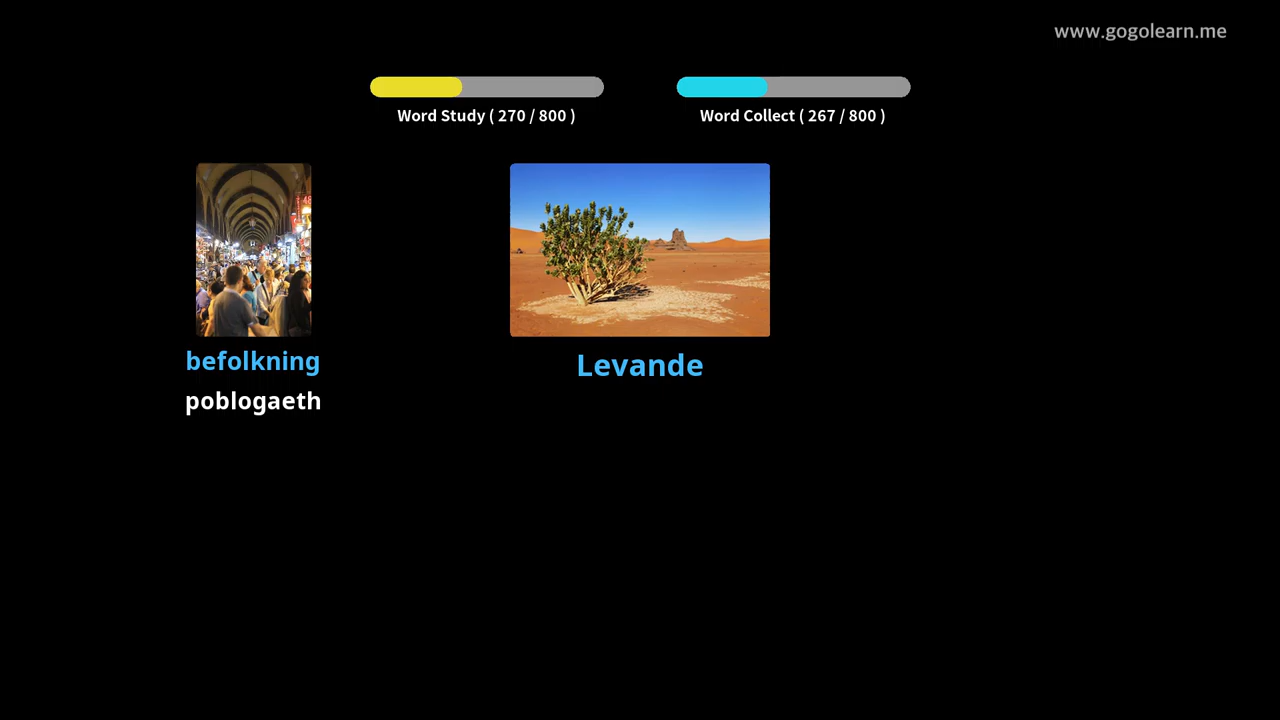 www.gogolearn.me
Word Study ( 270 / 800 )
Word Collect ( 267 / 800 )
befolkning
poblogaeth
Levande